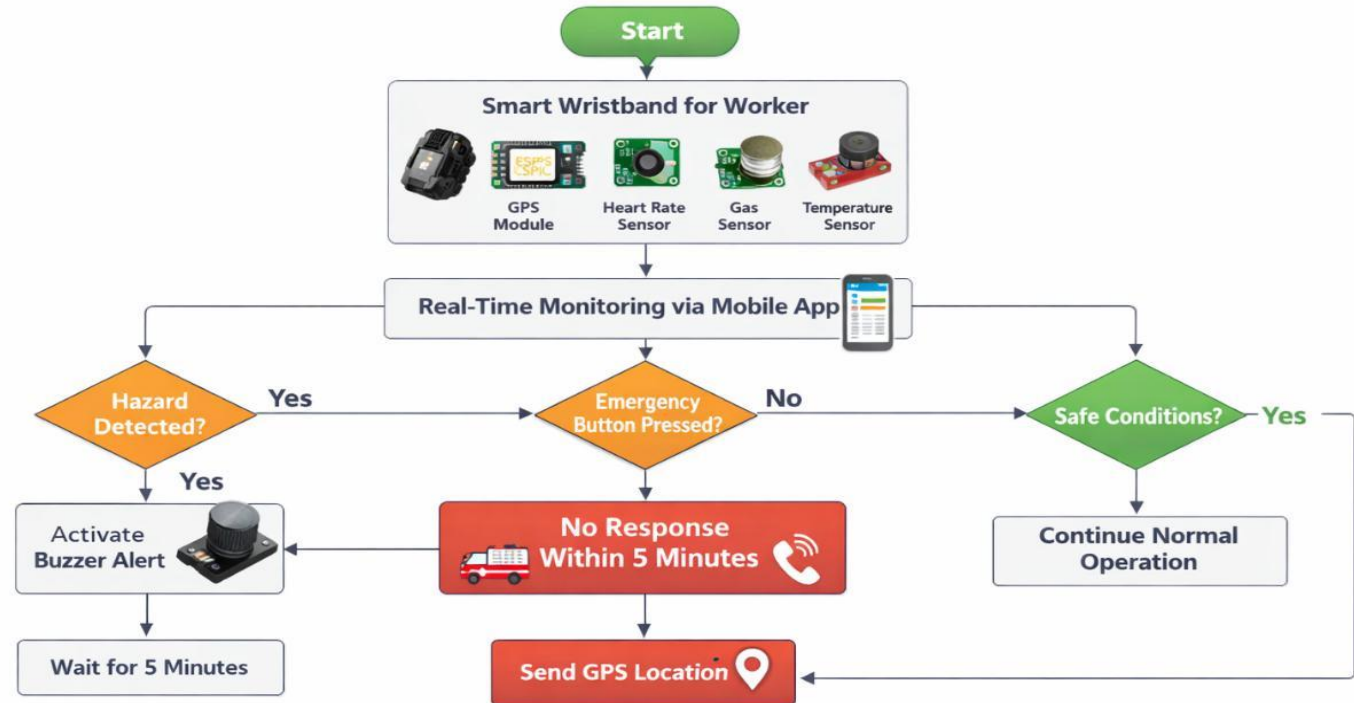 Start
Smart Wristband for Worker
ESIPS
CSPIC
GPS
Module
Heart Rate
Sensor
Gas
Sensor
Temperature
Sensor
Real-Time Monitoring via Mobile App
Hazard
Detected?
Yes
Emergency
Button Pressed?
No
Safe Conditions?
Yes
Yes
Activate
Buzzer Alert
No Response
Within 5 Minutes
Continue Normal
Operation
Wait for 5 Minutes
Send GPS Location